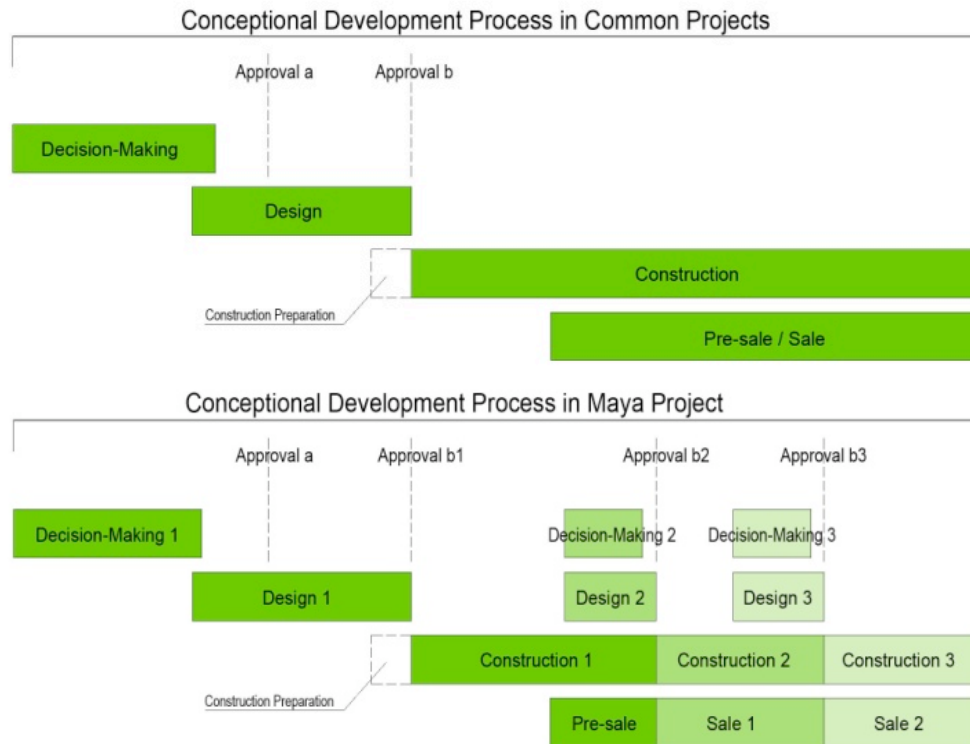 Conceptional Development Process in Common Projects
Approval a
Approval b
Decision-Making
Design
Construction
Construction Preparation
Pre-sale / Sale
Conceptional Development Process in Maya Project
Approval a
Approval b1
Approval b2
Approval b3
Decision-Making 1
Decision-Making 2
Decision-Making 3
Design 1
Design 2
Design 3
Construction 1
Construction 2
Construction 3
Construction Preparation
Pre-sale
Sale 1
Sale 2